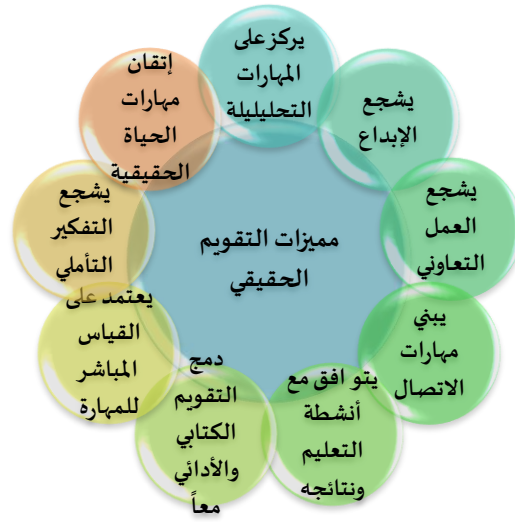 مميزات التقويم
الحقيقي
يركز على
المهارات
التحليليلة
يشجع
الإبداع
يشجع
العمل
التعاوني
يبني
مهارات
الاتصال
يتوافق مع
أنشطة
التعليم
ونتائجه
دمج
التقويم
الكتابي
والأدائي
معاً
يعتمد على
القياس
المباشر
للمهارة
يشجع
التفكير
التأملي
إتقان
مهارات
الحياة
الحقيقية